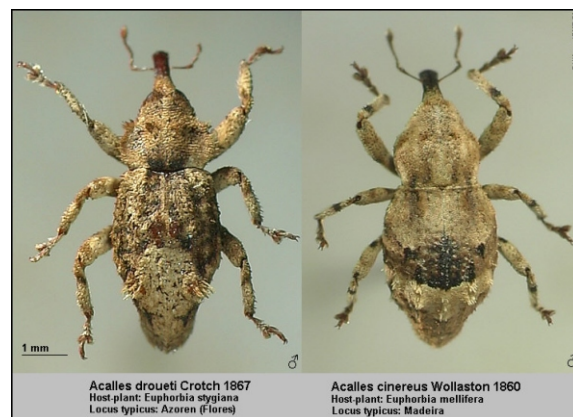 1 mm
♂
♂
Acalles droueti Crotch 1867
Host-plant: Euphorbia stygiana
Locus typicus: Azoren (Flores)
Acalles cinereus Wollaston 1860
Host-plant: Euphorbia mellifera
Locus typicus: Madeira